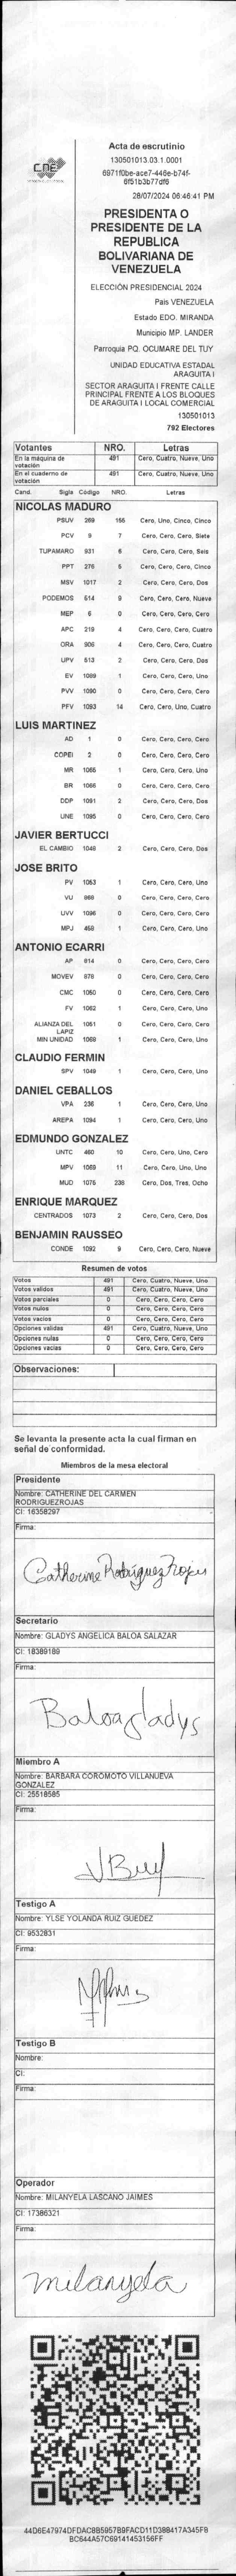 CNE
Acta de escrutinio
130501013.03.1.0001
6971f0be-ace7-446e-b74f-
6f51b3b77df6
28/07/2024 06:46:41 PM
PRESIDENTA O
PRESIDENTE DE LA
REPUBLICA
BOLIVARIANA DE
VENEZUELA
ELECCIÓN PRESIDENCIAL 2024
Pais VENEZUELA
Estado EDO. MIRANDA
Municipio MP. LANDER
Parroquia PQ. OCUMARE DEL TUY
UNIDAD EDUCATIVA ESTADAL
ARAGUITA I
SECTOR ARAGUITA I FRENTE CALLE
PRINCIPAL FRENTE A LOS BLOQUES
DE ARAGUITA I LOCAL COMERCIAL
130501013
792 Electores
Votantes NRO. Letras
En la máquina de votación 491 Cero, Cuatro, Nueve, Uno
En el cuaderno de votación 491 Cero, Cuatro, Nueve, Uno
Cand. Sigla Código NRO. Letras
NICOLAS MADURO
PSUV 269 155 Cero, Uno, Cinco, Cinco
PCV 9 7 Cero, Cero, Cero, Siete
TUPAMARO 931 6 Cero, Cero, Cero, Seis
PPT 276 5 Cero, Cero, Cero, Cinco
MSV 1017 2 Cero, Cero, Cero, Dos
PODEMOS 514 9 Cero, Cero, Cero, Nueve
MEP 5 0 Cero, Cero, Cero, Cero
APC 219 4 Cero, Cero, Cero, Cuatro
ORA 906 4 Cero, Cero, Cero, Cuatro
UPV 513 2 Cero, Cero, Cero, Dos
EV 1089 1 Cero, Cero, Cero, Uno
PVV 1090 0 Cero, Cero, Cero, Cero
PFV 1093 14 Cero, Cero, Uno, Cuatro
LUIS MARTINEZ
AD 1 0 Cero, Cero, Cero, Cero
COPEI 2 0 Cero, Cero, Cero, Cero
MR 1065 1 Cero, Cero, Cero, Uno
BR 1066 0 Cero, Cero, Cero, Cero
DDP 1091 2 Cero, Cero, Cero, Dos
UNE 1095 0 Cero, Cero, Cero, Cero
JAVIER BERTUCCI
EL CAMBIO 1048 2 Cero, Cero, Cero, Dos
JOSE BRITO
PV 1053 1 Cero, Cero, Cero, Uno
VU 868 0 Cero, Cero, Cero, Cero
UVV 1096 0 Cero, Cero, Cero, Cero
MPJ 458 1 Cero, Cero, Cero, Uno
ANTONIO ECARRI
AP 814 0 Cero, Cero, Cero, Cero
MOVEV 879 0 Cero, Cero, Cero, Cero
CMC 1050 0 Cero, Cero, Cero, Cero
FV 1062 1 Cero, Cero, Cero, Uno
ALIANZA DEL LAPIZ 1051 0 Cero, Cero, Cero, Cero
MIN UNIDAD 1068 1 Cero, Cero, Cero, Uno
CLAUDIO FERMIN
SPV 1049 1 Cero, Cero, Cero, Uno
DANIEL CEBALLOS
VPA 236 1 Cero, Cero, Cero, Uno
AREPA 1094 1 Cero, Cero, Cero, Uno
EDMUNDO GONZALEZ
UNTC 460 10 Cero, Cero, Uno, Cero
MPV 1069 11 Cero, Cero, Uno, Uno
MUD 1075 238 Cero, Dos, Tres, Ocho
ENRIQUE MARQUEZ
CENTRADOS 1073 2 Cero, Cero, Cero, Dos
BENJAMIN RAUSSEO
CONDE 1092 9 Cero, Cero, Cero, Nueve
Resumen de votos
Votos 491 Cero, Cuatro, Nueve, Uno
Votos validos 491 Cero, Cuatro, Nueve, Uno
Votos parciales 0 Cero, Cero, Cero, Cero
Votos nulos 0 Cero, Cero, Cero, Cero
Votos vacios 0 Cero, Cero, Cero, Cero
Opciones validas 491 Cero, Cuatro, Nueve, Uno
Opciones nulas 0 Cero, Cero, Cero, Cero
Opciones vacias 0 Cero, Cero, Cero, Cero
Observaciones:
Se levanta la presente acta la cual firman en
señal de conformidad.
Miembros de la mesa electoral
Presidente
Nombre: CATHERINE DEL CARMEN
RODRIGUEZROJAS
CI: 16358297
Firma:
Catherine Rodriguez Rojas
Secretario
Nombre: GLADYS ANGELICA BALOA SALAZAR
CI: 18389189
Firma:
Baloa gladys
Miembro A
Nombre: BARBARA COROMOTO VILLANUEVA
GONZALEZ
CI: 25518585
Firma:
Testigo A
Nombre: YLSE YOLANDA RUIZ GUEDEZ
CI: 9532831
Firma:
Testigo B
Nombre:
CI:
Firma:
Operador
Nombre: MILANYELA LASCANO JAIMES
CI: 17386321
Firma:
milanyela
44D6E47974DFDAC8B5957B9FACD11D388417A345F8
BC644A57C69141453156FF